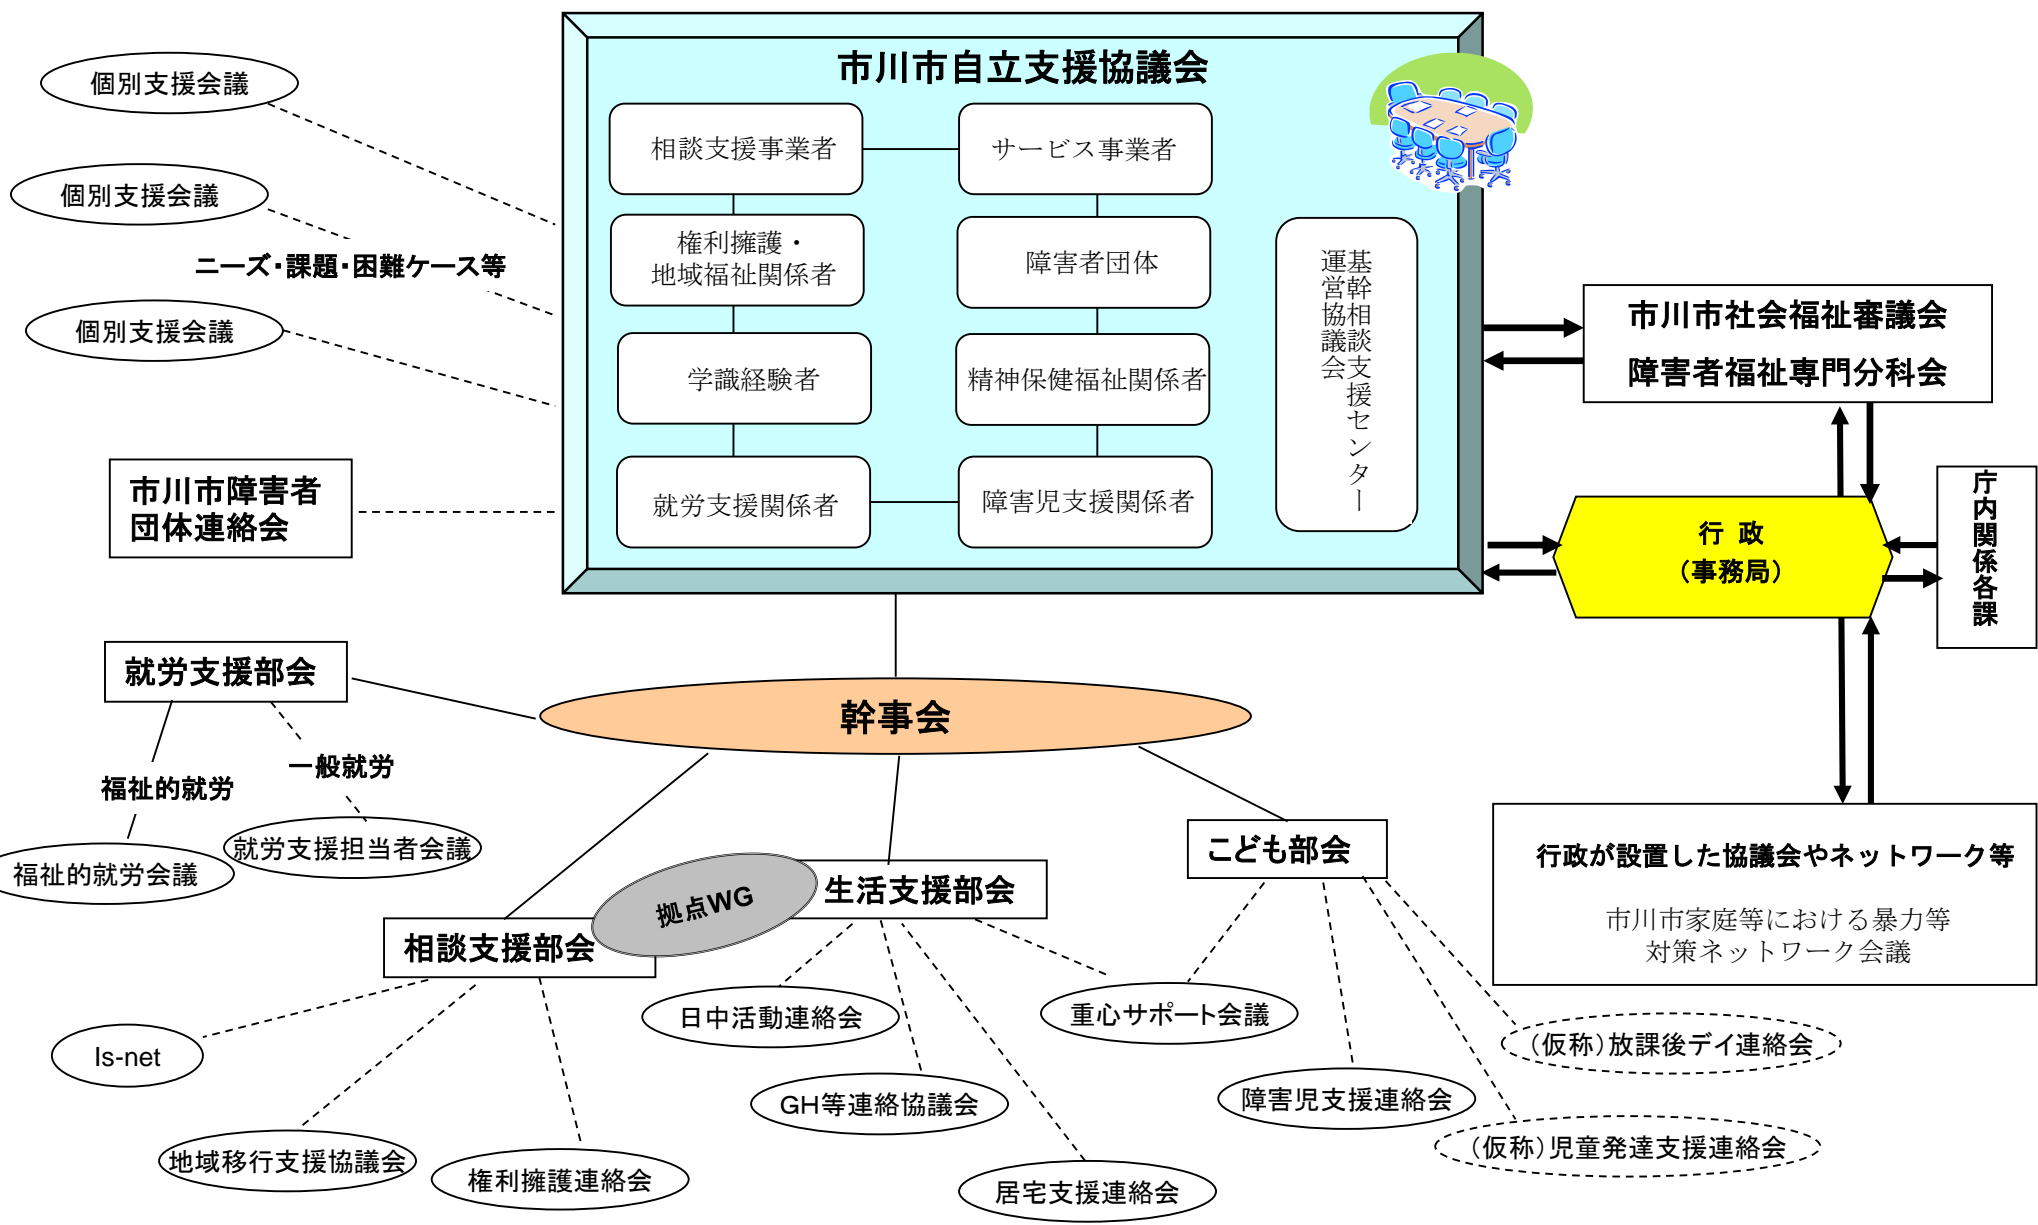 市川市自立支援協議会
個別支援会議
個別支援会議
ニーズ・課題・困難ケース等
個別支援会議
相談支援事業者
サービス事業者
権利擁護・
地域福祉関係者
障害者団体
学識経験者
精神保健福祉関係者
就労支援関係者
障害児支援関係者
基幹相談支援センター
運営協議会
市川市社会福祉審議会
障害者福祉専門分科会
市川市障害者
団体連絡会
行 政
（事務局）
庁内関係各課
就労支援部会
幹事会
福祉的就労
一般就労
福祉的就労会議
就労支援担当者会議
こども部会
拠点WG
生活支援部会
相談支援部会
行政が設置した協議会やネットワーク等
市川市家庭等における暴力等
対策ネットワーク会議
Is-net
地域移行支援協議会
権利擁護連絡会
日中活動連絡会
GH等連絡協議会
居宅支援連絡会
重心サポート会議
障害児支援連絡会
（仮称）放課後デイ連絡会
（仮称）児童発達支援連絡会